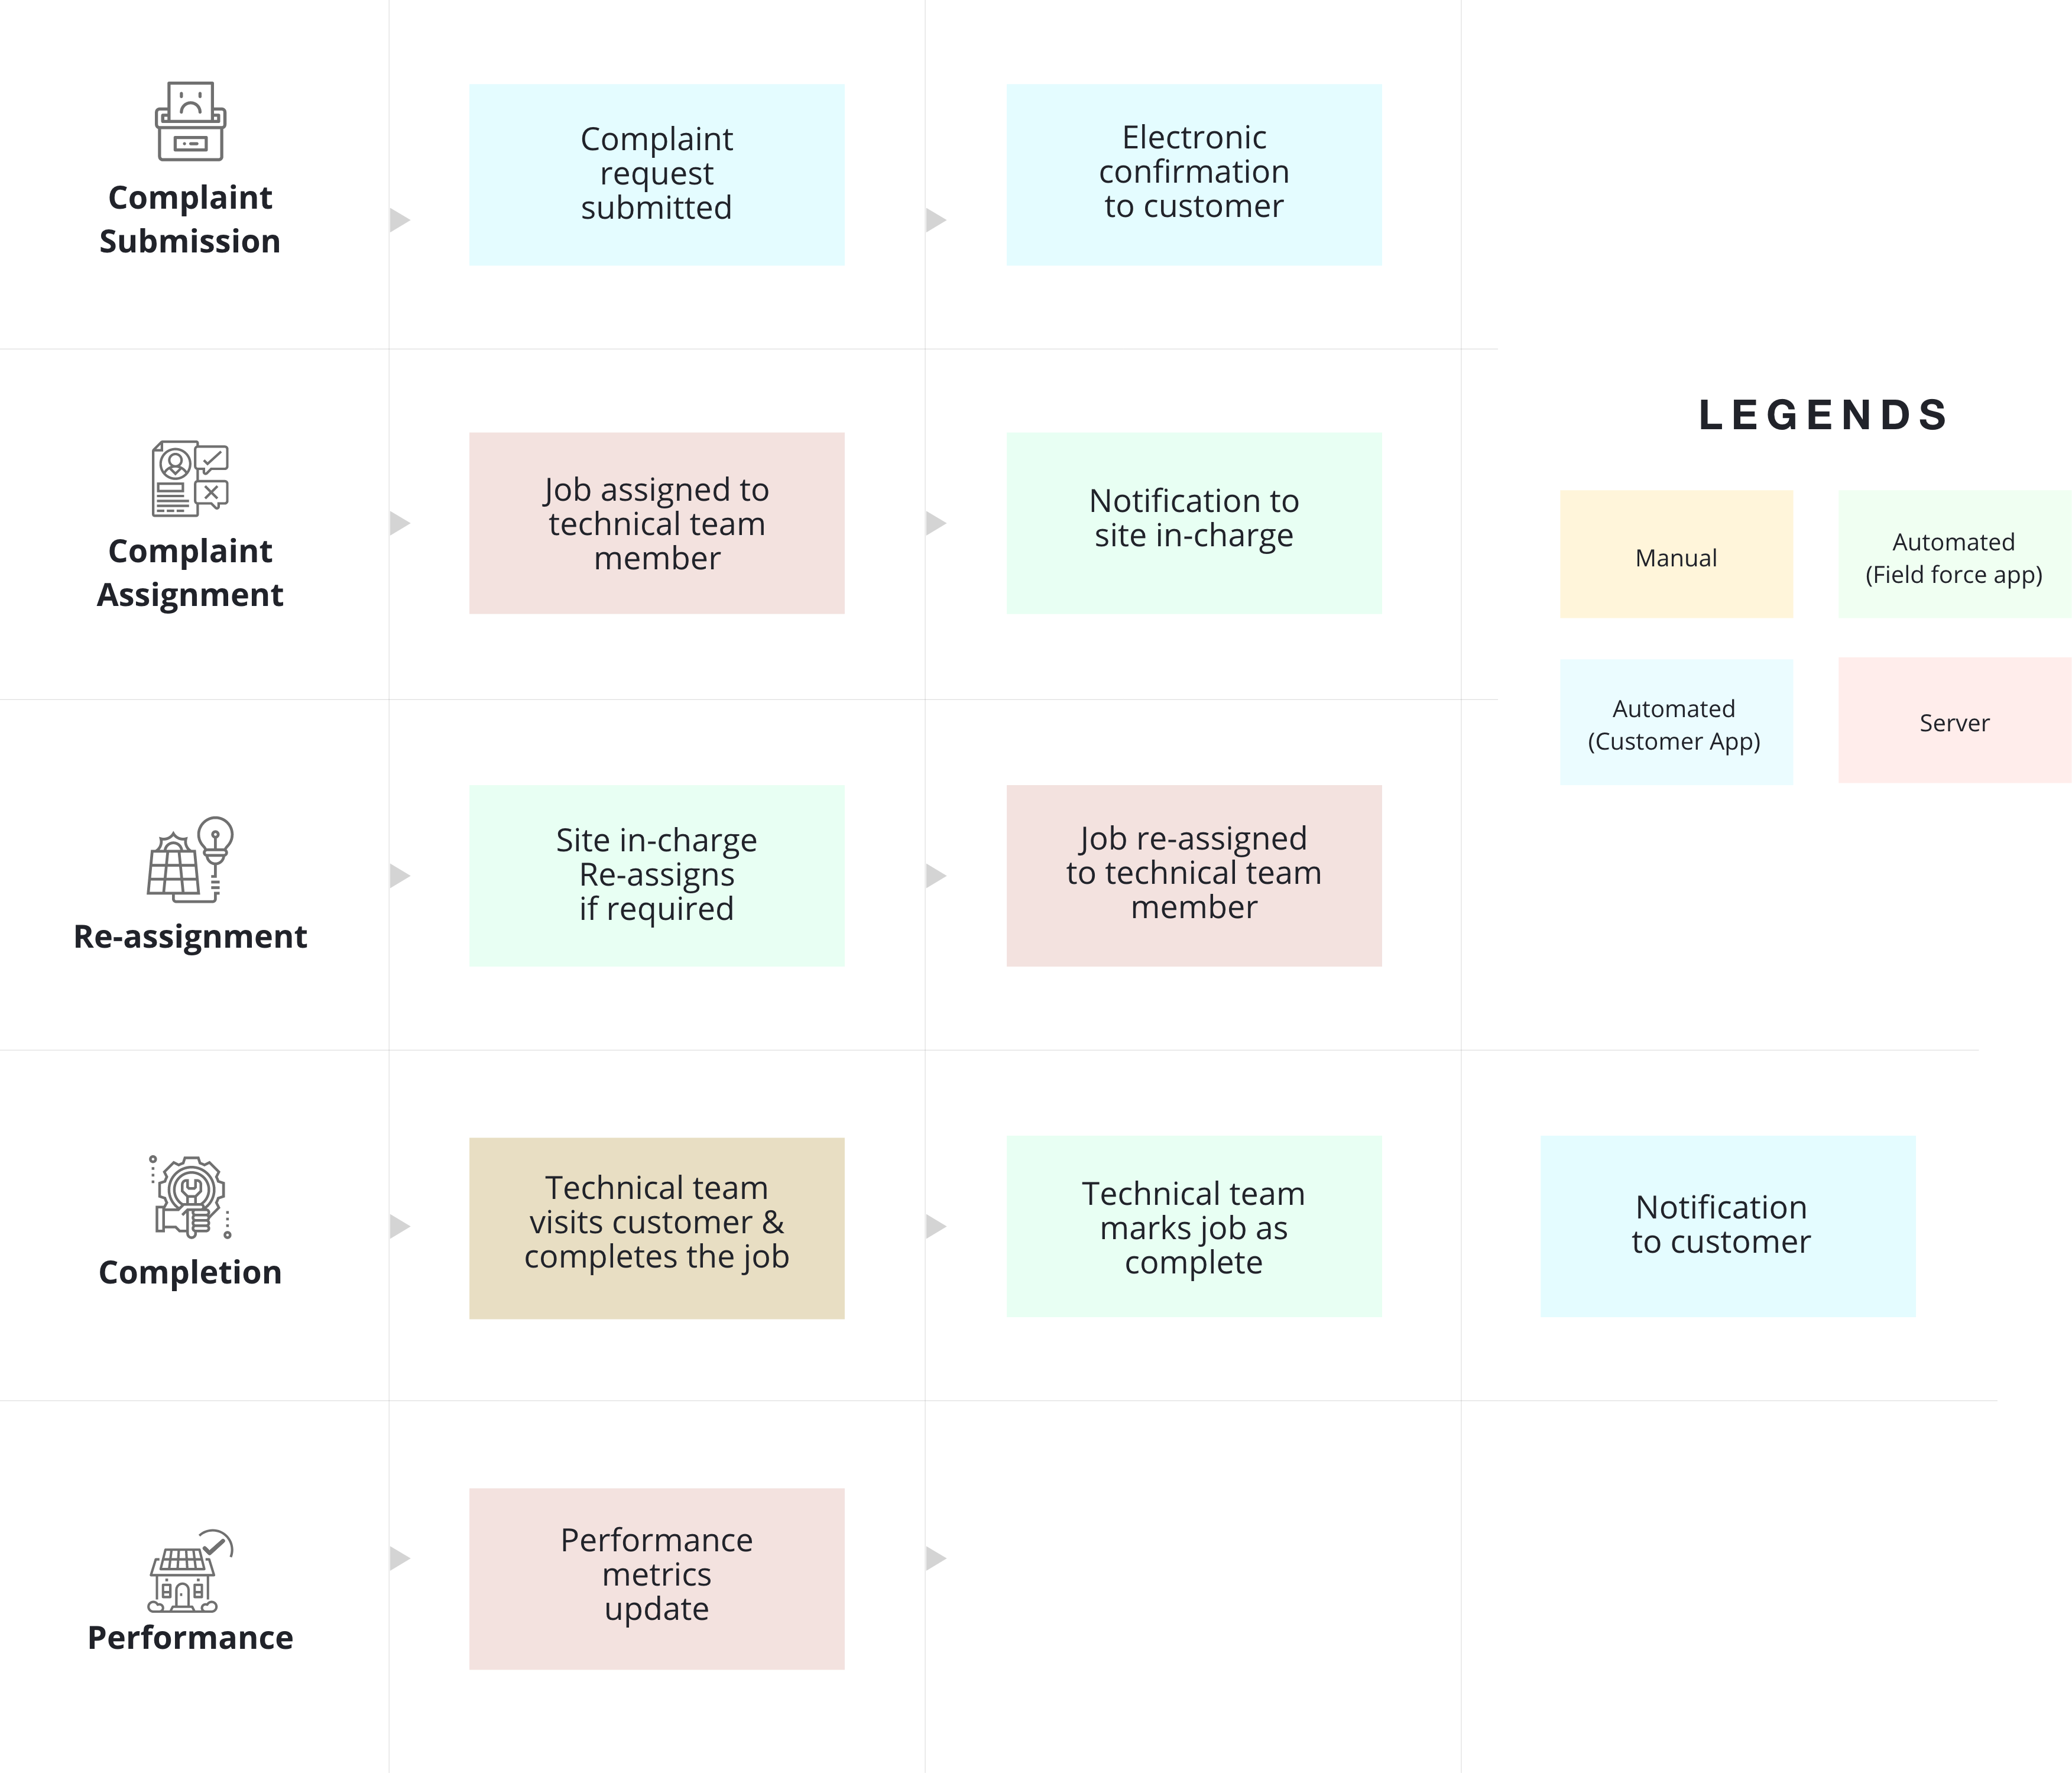 Complaint
Submission
Complaint
request
submitted
Electronic
confirmation
to customer
LEGENDS
Manual
Automated
(Field force app)
Automated
(Customer App)
Server
Complaint
Assignment
Job assigned to
technical team
member
Notification to
site in-charge
Re-assignment
Site in-charge
Re-assigns
if required
Job re-assigned
to technical team
member
Completion
Technical team
visits customer &
completes the job
Technical team
marks job as
complete
Notification
to customer
Performance
Performance
metrics
update